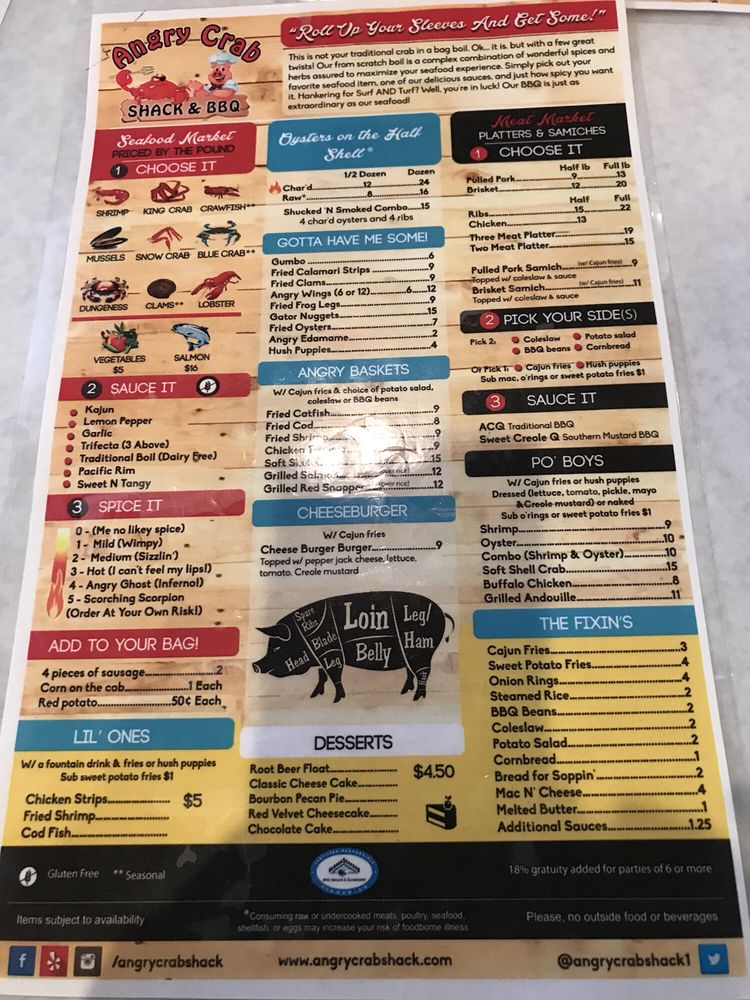 Angry Crab
SHACK & BBQ
"Roll Up Your Sleeves And Get Some!"
This is not your traditional crab in a bag boil. Ok... it is, but with a few great
twists! Our from scratch boil is a complex combination of wonderful spices and
herbs assured to maximize your seafood experience. Simply pick out your
favorite seafood item, one of our delicious sauces, and just how spicy you want
it. Hankering for Surf AND Turf? Well, you're in luck! Our BBQ is just as
extraordinary as our seafood!
Seafood Market
PRICED BY THE POUND
1 CHOOSE IT
SHRIMP KING CRAB CRAWFISH**
MUSSELS SNOW CRAB BLUE CRAB**
DUNGENESS CLAMS** LOBSTER
VEGETABLES SALMON
$5 $16
2 SAUCE IT
Kajun
Lemon Pepper
Garlic
Trifecta (3 Above)
Traditional Boil (Dairy Free)
Pacific Rim
Sweet N Tangy
3 SPICE IT
0 - (Me no likey spice)
1 - Mild (Wimpy)
2 - Medium (Sizzlin')
3 - Hot (I can't feel my lips!)
4 - Angry Ghost (Inferno!)
5 - Scorching Scorpion
(Order At Your Own Risk!)
ADD TO YOUR BAG!
4 pieces of sausage.....2
Corn on the cob.....1 Each
Red potato.....50¢ Each
LIL' ONES
W/ a fountain drink & fries or hush puppies
Sub sweet potato fries $1
Chicken Strips..... $5
Fried Shrimp.....
Cod Fish.....
Oysters on the Half
Shell*
1/2 Dozen Dozen
Char'd.....12.....24
Raw*.....8.....16
Shucked 'N Smoked Combo.....15
4 char'd oysters and 4 ribs
GOTTA HAVE ME SOME!
Gumbo.....6
Fried Calamari Strips.....9
Fried Clams.....9
Angry Wings (6 or 12).....6.....12
Fried Frog Legs.....9
Gator Nuggets.....15
Fried Oysters.....7
Angry Edamame.....2
Hush Puppies.....4
ANGRY BASKETS
W/ Cajun fries & choice of potato salad,
coleslaw or BBQ beans
Fried Catfish.....9
Fried Cod.....8
Fried Shrimp.....9
Chicken.....9
Soft Shell.....15
Grilled Salmon.....(over rice) 12
Grilled Red Snapper.....(over rice) 12
CHEESEBURGER
W/ Cajun fries
Cheese Burger Burger.....9
Topped w/ pepper jack cheese, lettuce,
tomato, Creole mustard
Spare Ribs
Head
Blade
Leg
Loin
Belly
Leg/
Ham
DESSERTS
Root Beer Float..... $4.50
Classic Cheese Cake.....
Bourbon Pecan Pie.....
Red Velvet Cheesecake.....
Chocolate Cake.....
Meat Market
PLATTERS & SAMICHES
1 CHOOSE IT
Half lb Full lb
Pulled Pork.....9.....13
Brisket.....12.....20
Half Full
Ribs.....15.....22
Chicken.....13
Three Meat Platter.....19
Two Meat Platter.....15
Pulled Pork Samich.....(w/ Cajun fries) 9
Topped w/ coleslaw & sauce
Brisket Samich.....(w/ Cajun fries) 11
Topped w/ coleslaw & sauce
2 PICK YOUR SIDE(S)
Pick 2: Coleslaw Potato salad
BBQ beans Cornbread
Or Pick 1: Cajun fries Hush puppies
Sub mac, o'rings or sweet potato fries $1
3 SAUCE IT
ACQ Traditional BBQ
Sweet Creole Q Southern Mustard BBQ
PO' BOYS
W/ Cajun fries or hush puppies
Dressed (lettuce, tomato, pickle, mayo
& Creole mustard) or naked
Sub o'rings or sweet potato fries $1
Shrimp.....9
Oyster.....10
Combo (Shrimp & Oyster).....10
Soft Shell Crab.....15
Buffalo Chicken.....8
Grilled Andouille.....11
THE FIXIN'S
Cajun Fries.....3
Sweet Potato Fries.....4
Onion Rings.....4
Steamed Rice.....2
BBQ Beans.....2
Coleslaw.....2
Potato Salad.....2
Cornbread.....1
Bread for Soppin'.....2
Mac N' Cheese.....4
Melted Butter.....1
Additional Sauces.....1.25
Gluten Free ** Seasonal
18% gratuity added for parties of 6 or more
Items subject to availability
*Consuming raw or undercooked meats, poultry, seafood,
shellfish, or eggs may increase your risk of foodborne illness
Please, no outside food or beverages
/angrycrabshack www.angrycrabshack.com @angrycrabshack1